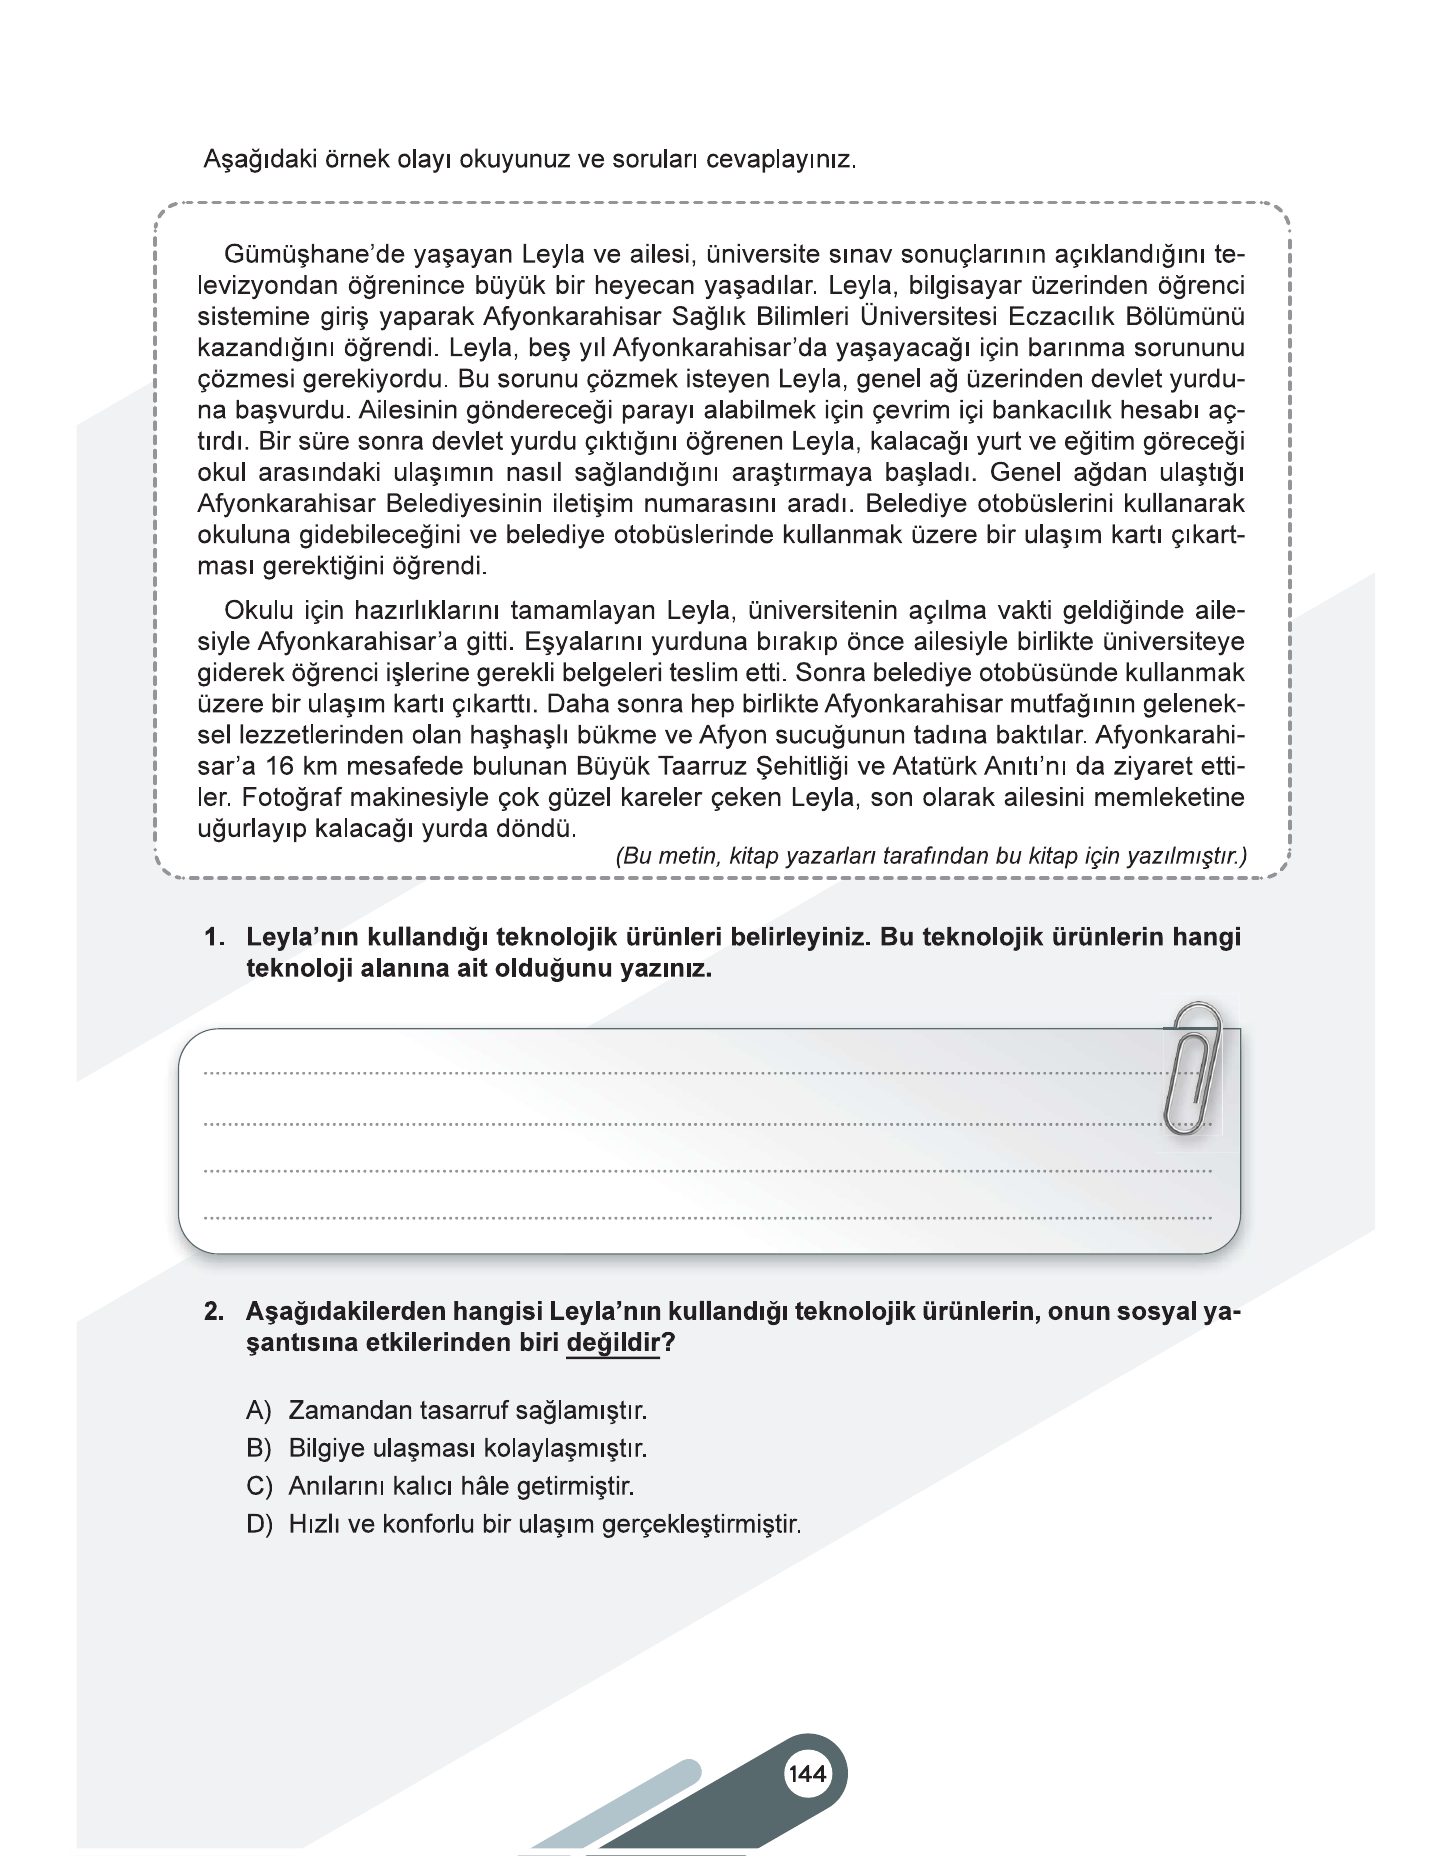 Aşağıdaki örnek olayı okuyunuz ve soruları cevaplayınız.
Gümüşhane’de yaşayan Leyla ve ailesi, üniversite sınav sonuçlarının açıklandığını te-
levizyondan öğrenince büyük bir heyecan yaşadılar. Leyla, bilgisayar üzerinden öğrenci
sistemine giriş yaparak Afyonkarahisar Sağlık Bilimleri Üniversitesi Eczacılık Bölümünü
kazandığını öğrendi. Leyla, beş yıl Afyonkarahisar’da yaşayacağı için barınma sorununu
çözmesi gerekiyordu. Bu sorunu çözmek isteyen Leyla, genel ağ üzerinden devlet yurdu-
na başvurdu. Ailesinin göndereceği parayı alabilmek için çevrim içi bankacılık hesabı aç-
tırdı. Bir süre sonra devlet yurdu çıktığını öğrenen Leyla, kalacağı yurt ve eğitim göreceği
okul arasındaki ulaşımın nasıl sağlandığını araştırmaya başladı. Genel ağdan ulaştığı
Afyonkarahisar Belediyesinin iletişim numarasını aradı. Belediye otobüslerini kullanarak
okuluna gidebileceğini ve belediye otobüslerinde kullanmak üzere bir ulaşım kartı çıkart-
ması gerektiğini öğrendi.
Okulu için hazırlıklarını tamamlayan Leyla, üniversitenin açılma vakti geldiğinde aile-
siyle Afyonkarahisar’a gitti. Eşyalarını yurduna bırakıp önce ailesiyle birlikte üniversiteye
giderek öğrenci işlerine gerekli belgeleri teslim etti. Sonra belediye otobüsünde kullanmak
üzere bir ulaşım kartı çıkarttı. Daha sonra hep birlikte Afyonkarahisar mutfağının gelenek-
sel lezzetlerinden olan haşhaşlı bükme ve Afyon sucuğunun tadına baktılar. Afyonkarahi-
sar’a 16 km mesafede bulunan Büyük Taarruz Şehitliği ve Atatürk Anıtı’nı da ziyaret etti-
ler. Fotoğraf makinesiyle çok güzel kareler çeken Leyla, son olarak ailesini memleketine
uğurlayıp kalacağı yurda döndü.
(Bu metin, kitap yazarları tarafından bu kitap için yazılmıştır.)
1. Leyla’nın kullandığı teknolojik ürünleri belirleyiniz. Bu teknolojik ürünlerin hangi
teknoloji alanına ait olduğunu yazınız.
2. Aşağıdakilerden hangisi Leyla’nın kullandığı teknolojik ürünlerin, onun sosyal ya-
şantısına etkilerinden biri değildir?
A) Zamandan tasarruf sağlamıştır.
B) Bilgiye ulaşması kolaylaşmıştır.
C) Anılarını kalıcı hâle getirmiştir.
D) Hızlı ve konforlu bir ulaşım gerçekleştirmiştir.
144